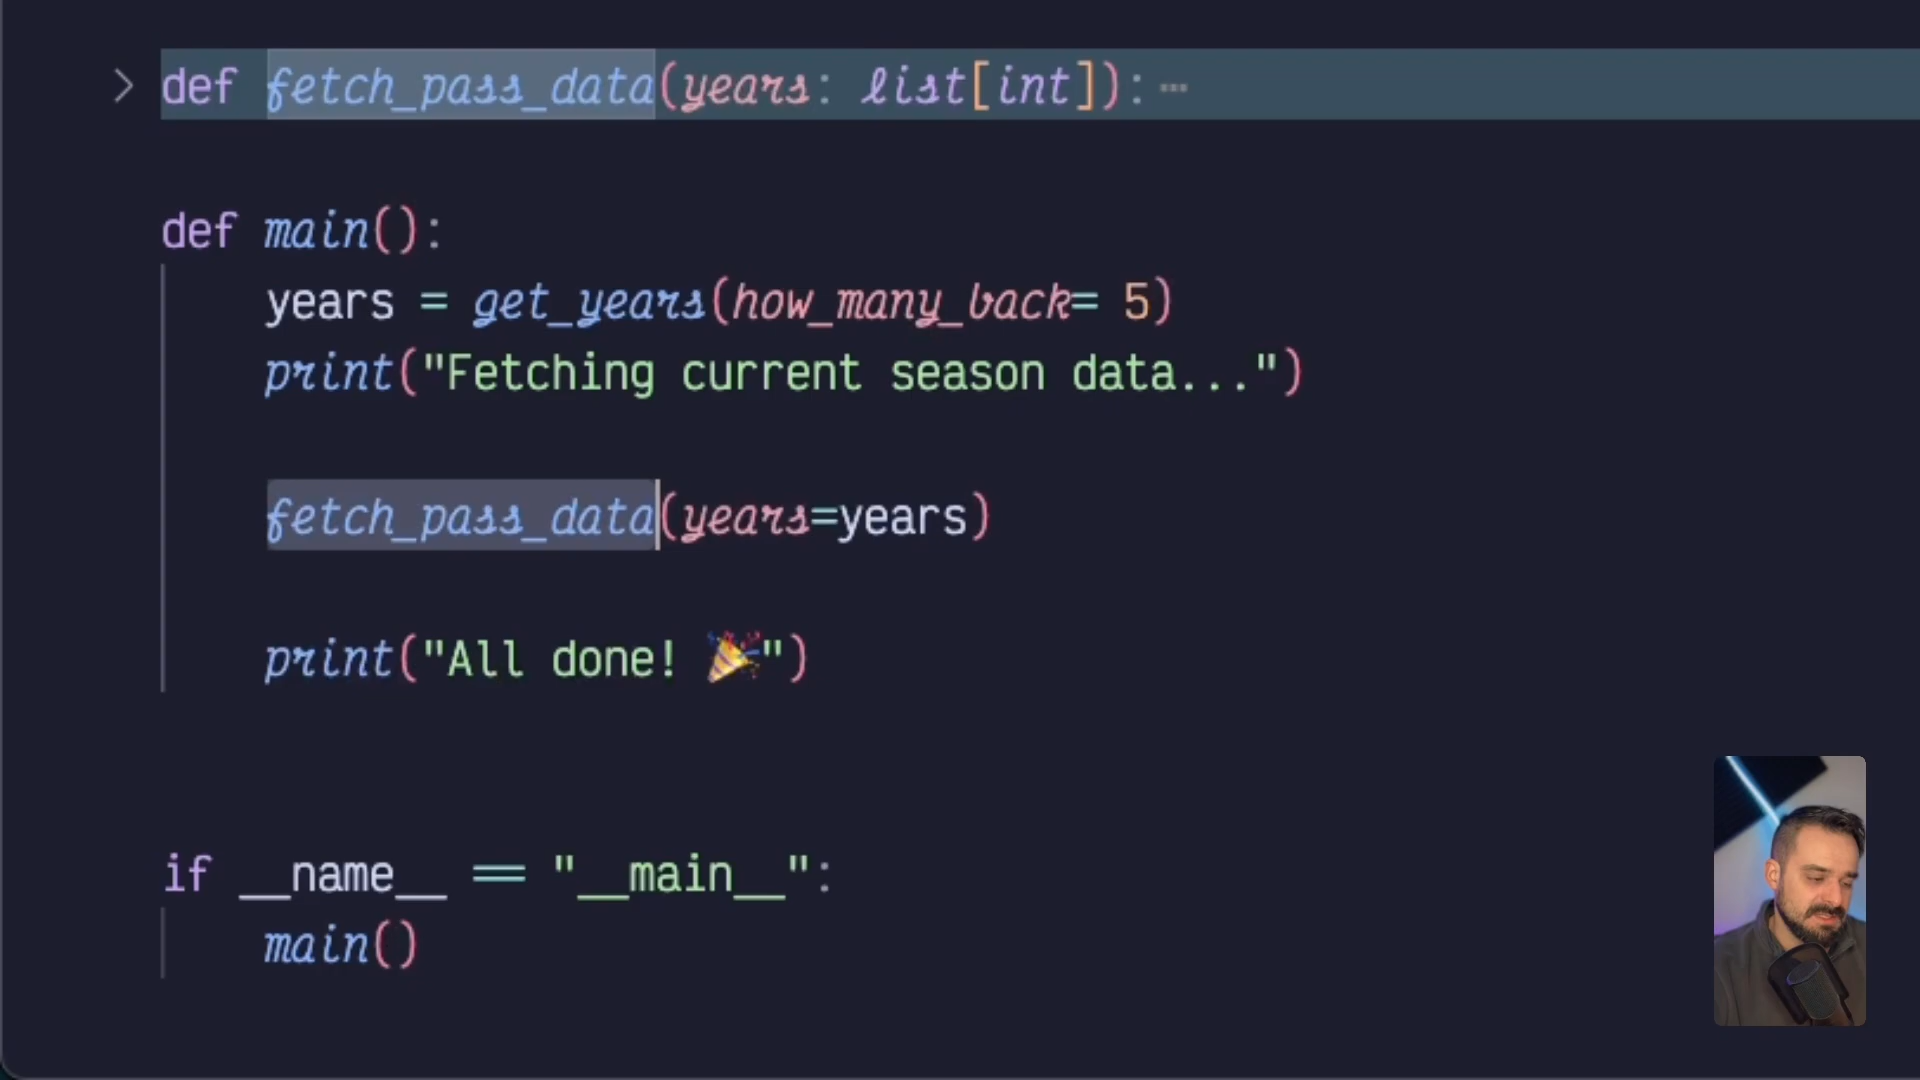 def fetch_pass_data(years: list[int]):
def main():
years = get_years(how_many_back= 5)
print("Fetching current season data...")
fetch_pass_data(years=years)
print("All done! 🎉")
if __name__ == "__main__":
main()